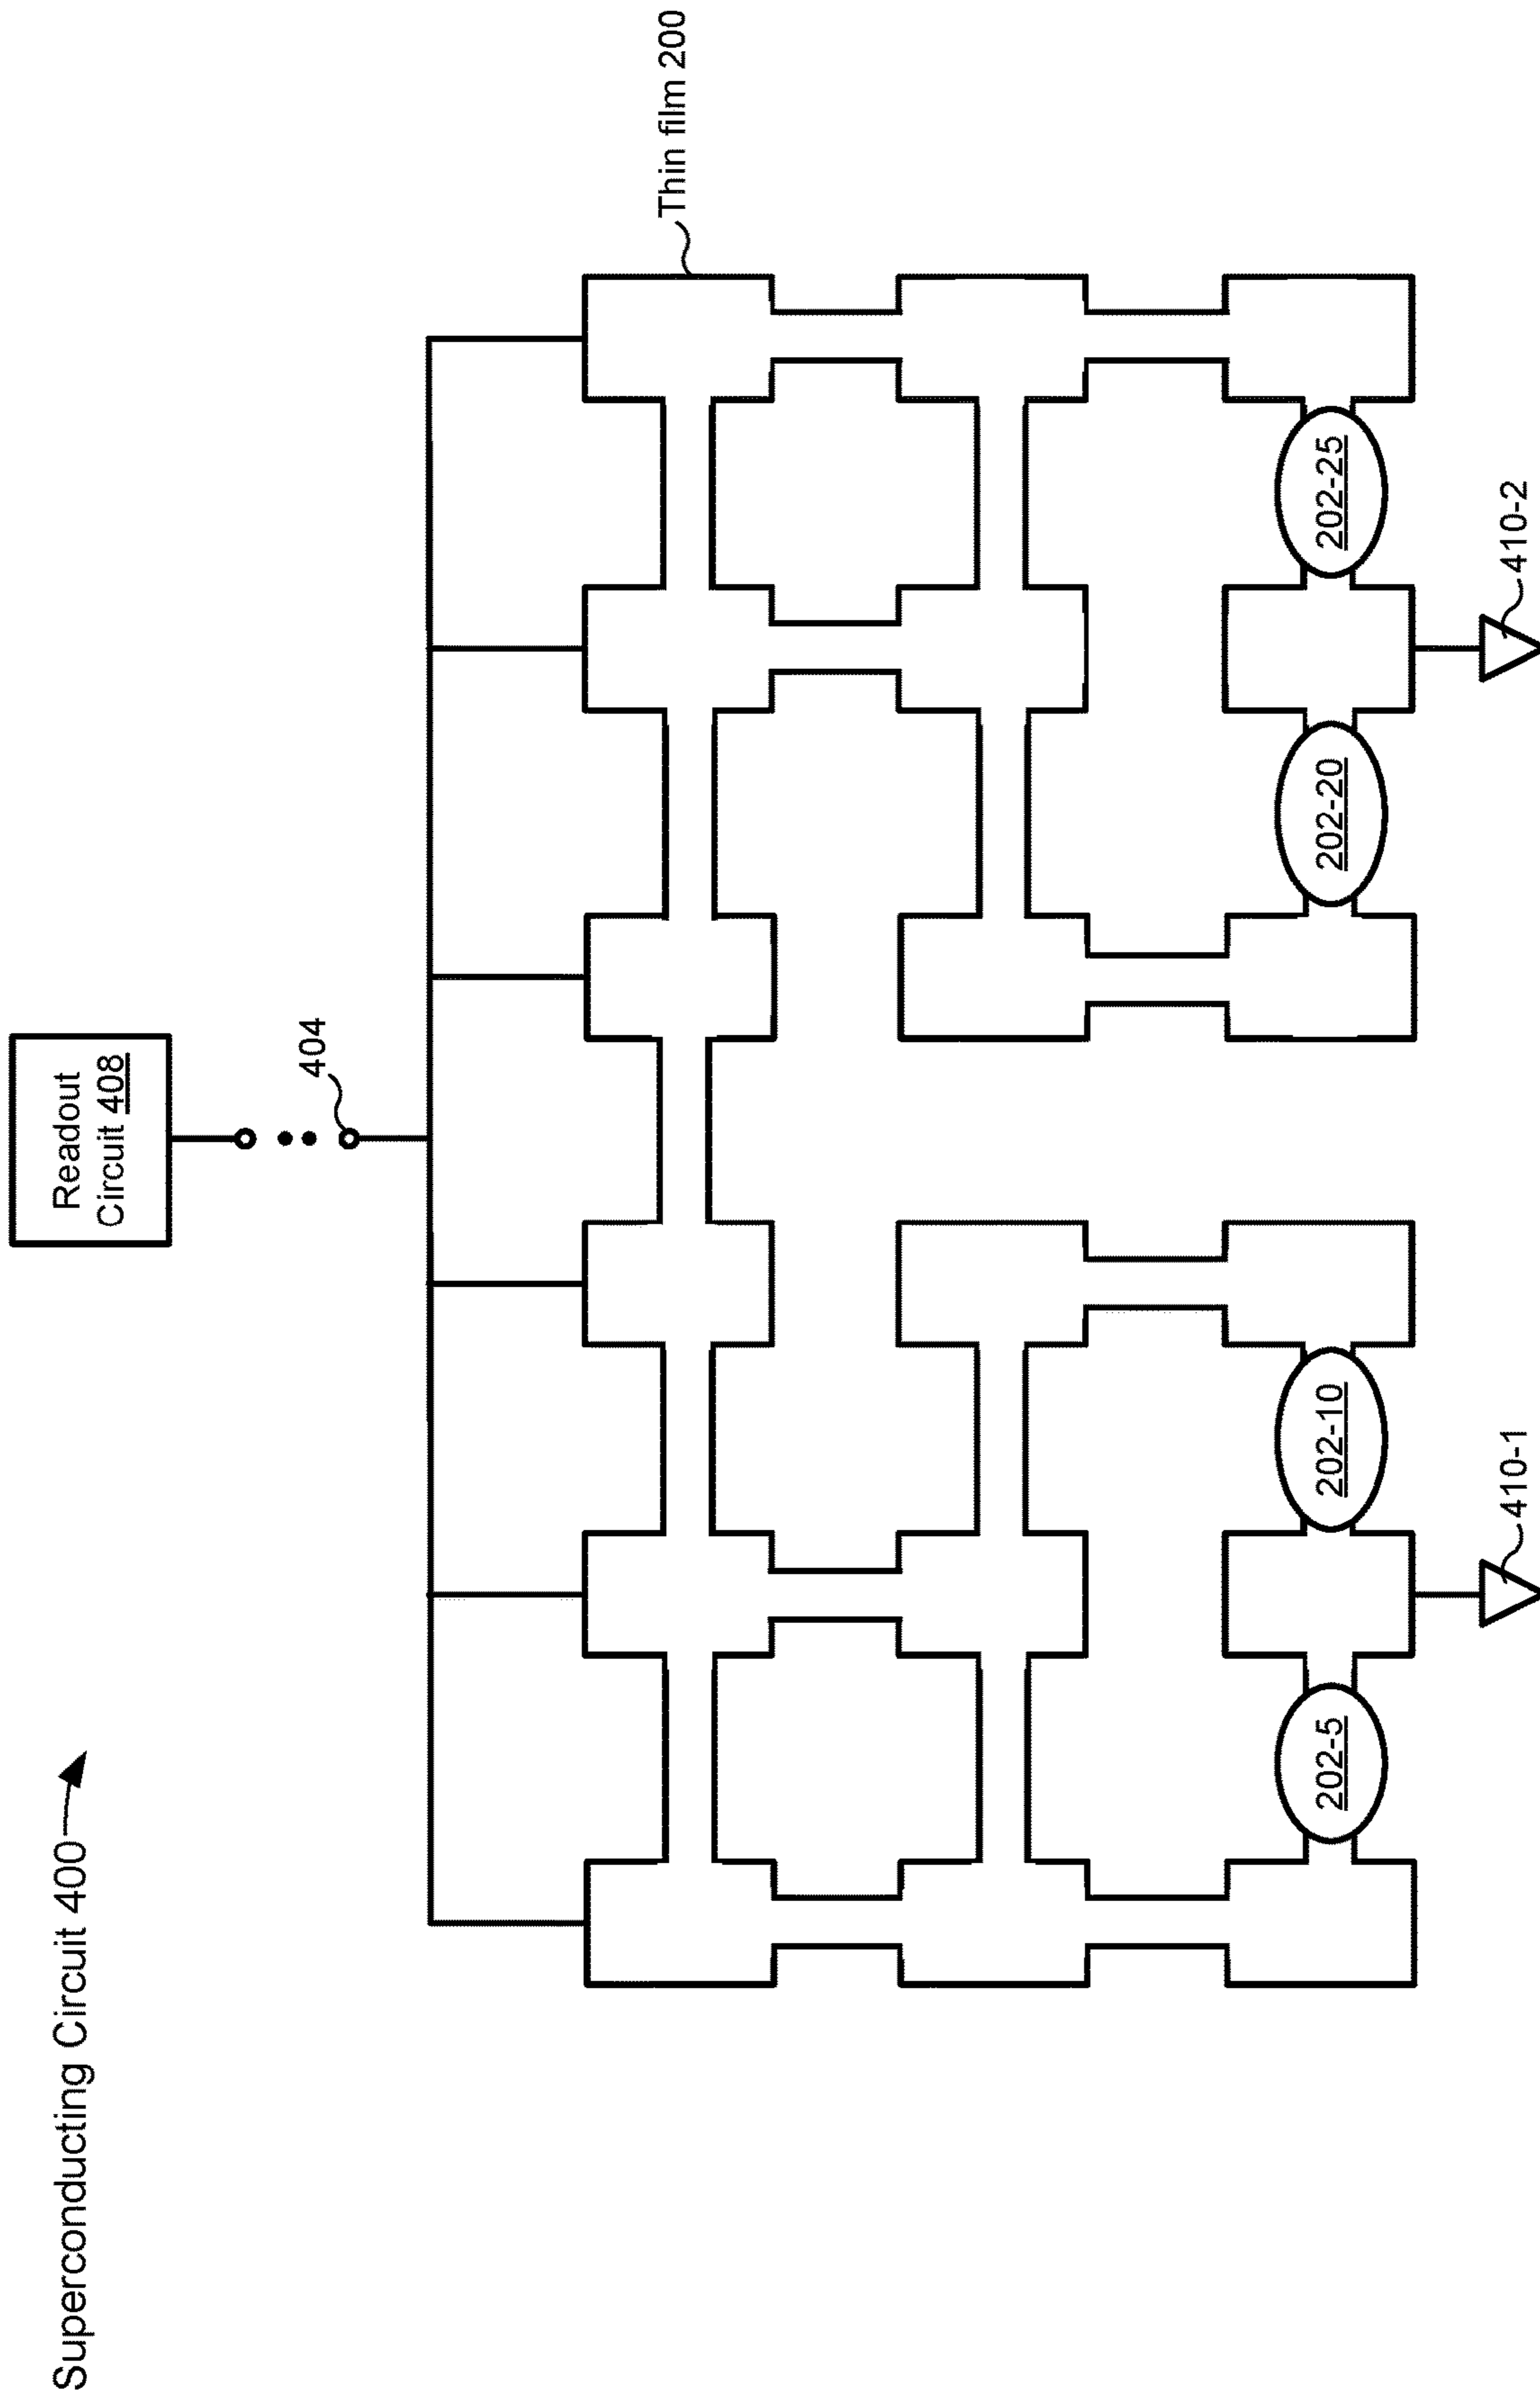 Superconducting Circuit 400
Readout
Circuit 408
404
Thin film 200
202-5
202-10
202-20
202-25
410-1
410-2